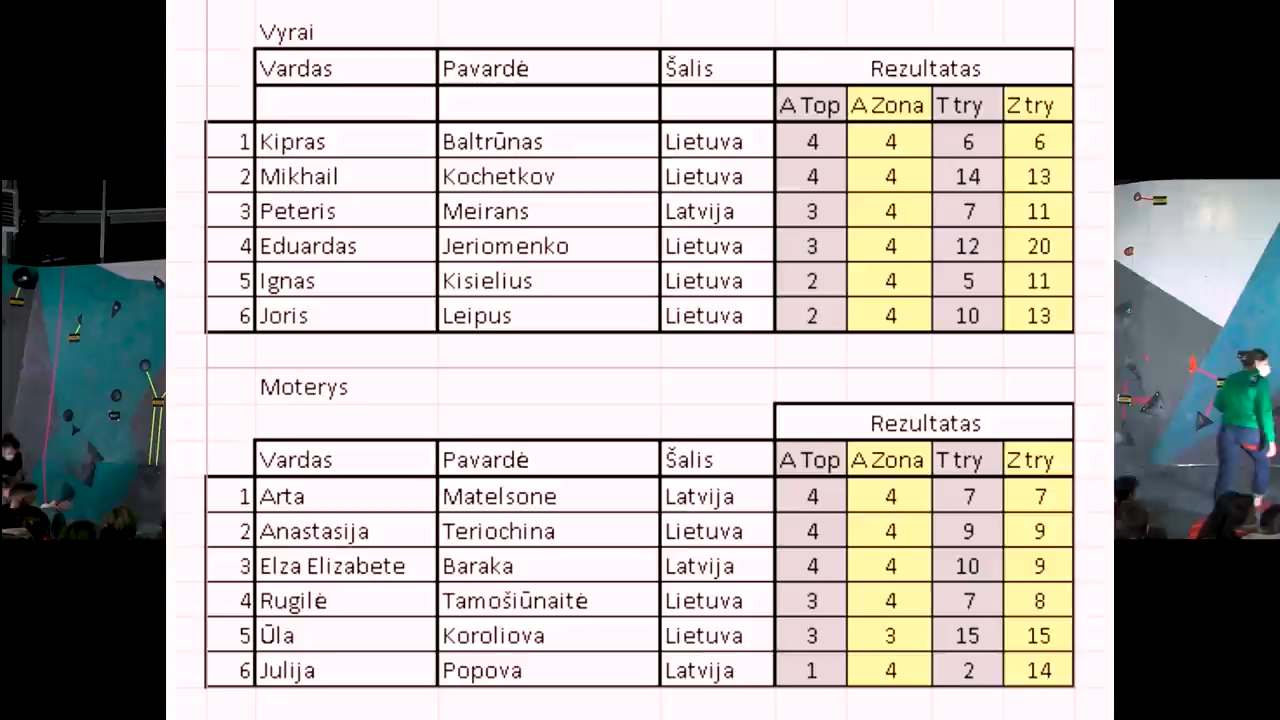 Vyrai
Vardas Pavardė Šalis Rezultatas
A Top A Zona T try Z try
1 Kipras Baltrūnas Lietuva 4 4 6 6
2 Mikhail Kochetkov Lietuva 4 4 14 13
3 Peteris Meirans Latvija 3 4 7 11
4 Eduardas Jeriomenko Lietuva 3 4 12 20
5 Ignas Kisielius Lietuva 2 4 5 11
6 Joris Leipus Lietuva 2 4 10 13
Moterys
Rezultatas
Vardas Pavardė Šalis A Top A Zona T try Z try
1 Arta Matelsone Latvija 4 4 7 7
2 Anastasija Teriochina Lietuva 4 4 9 9
3 Elza Elizabete Baraka Latvija 4 4 10 9
4 Rugilė Tamošiūnaitė Lietuva 3 4 7 8
5 Ūla Koroliova Lietuva 3 3 15 15
6 Julija Popova Latvija 1 4 2 14